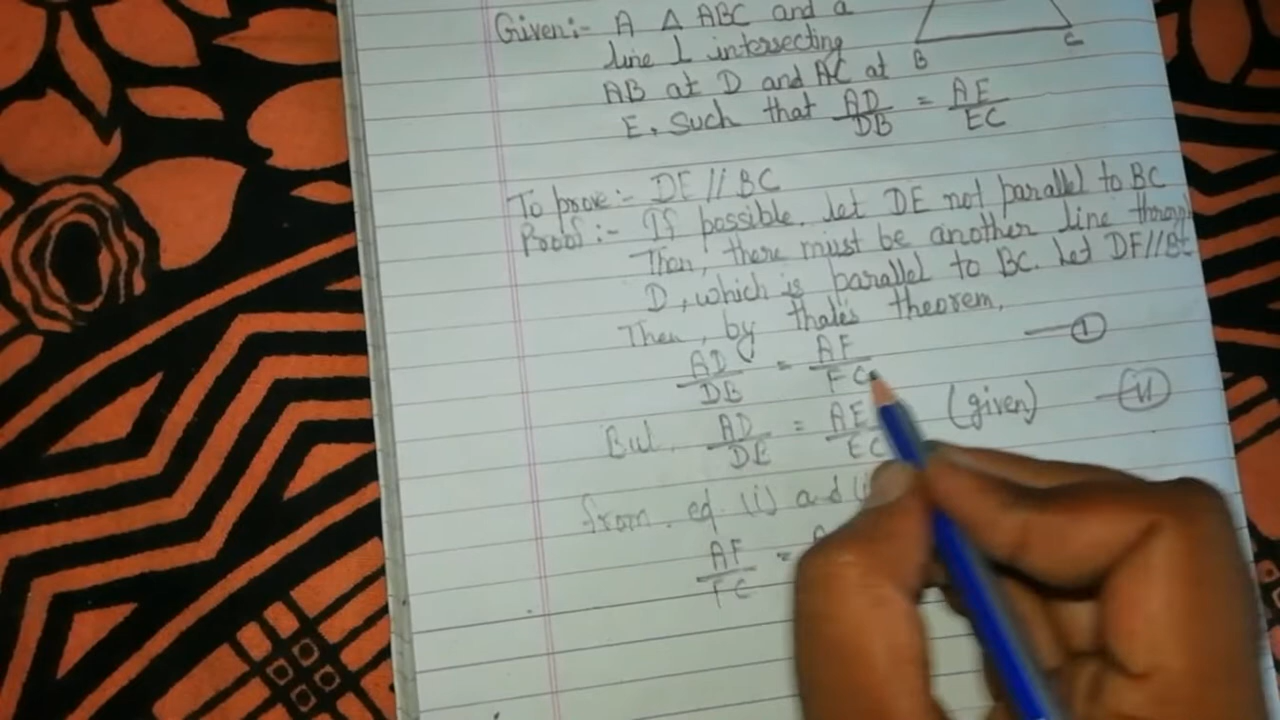 Given:- A Δ ABC and a
line l intersecting
AB at D and AC at
E. Such that AD/DB = AE/EC
B C
To prove:- DE // BC
Proof:- If possible. let DE not parallel to BC
Then, there must be another line through
D, which is parallel to BC. Let DF//BC
Then, by thale's theorem.
AD/DB = AF/FC —①
But, AD/DE = AE/EC (given) —(ii)
from. eq. (i) and
AF/FC =